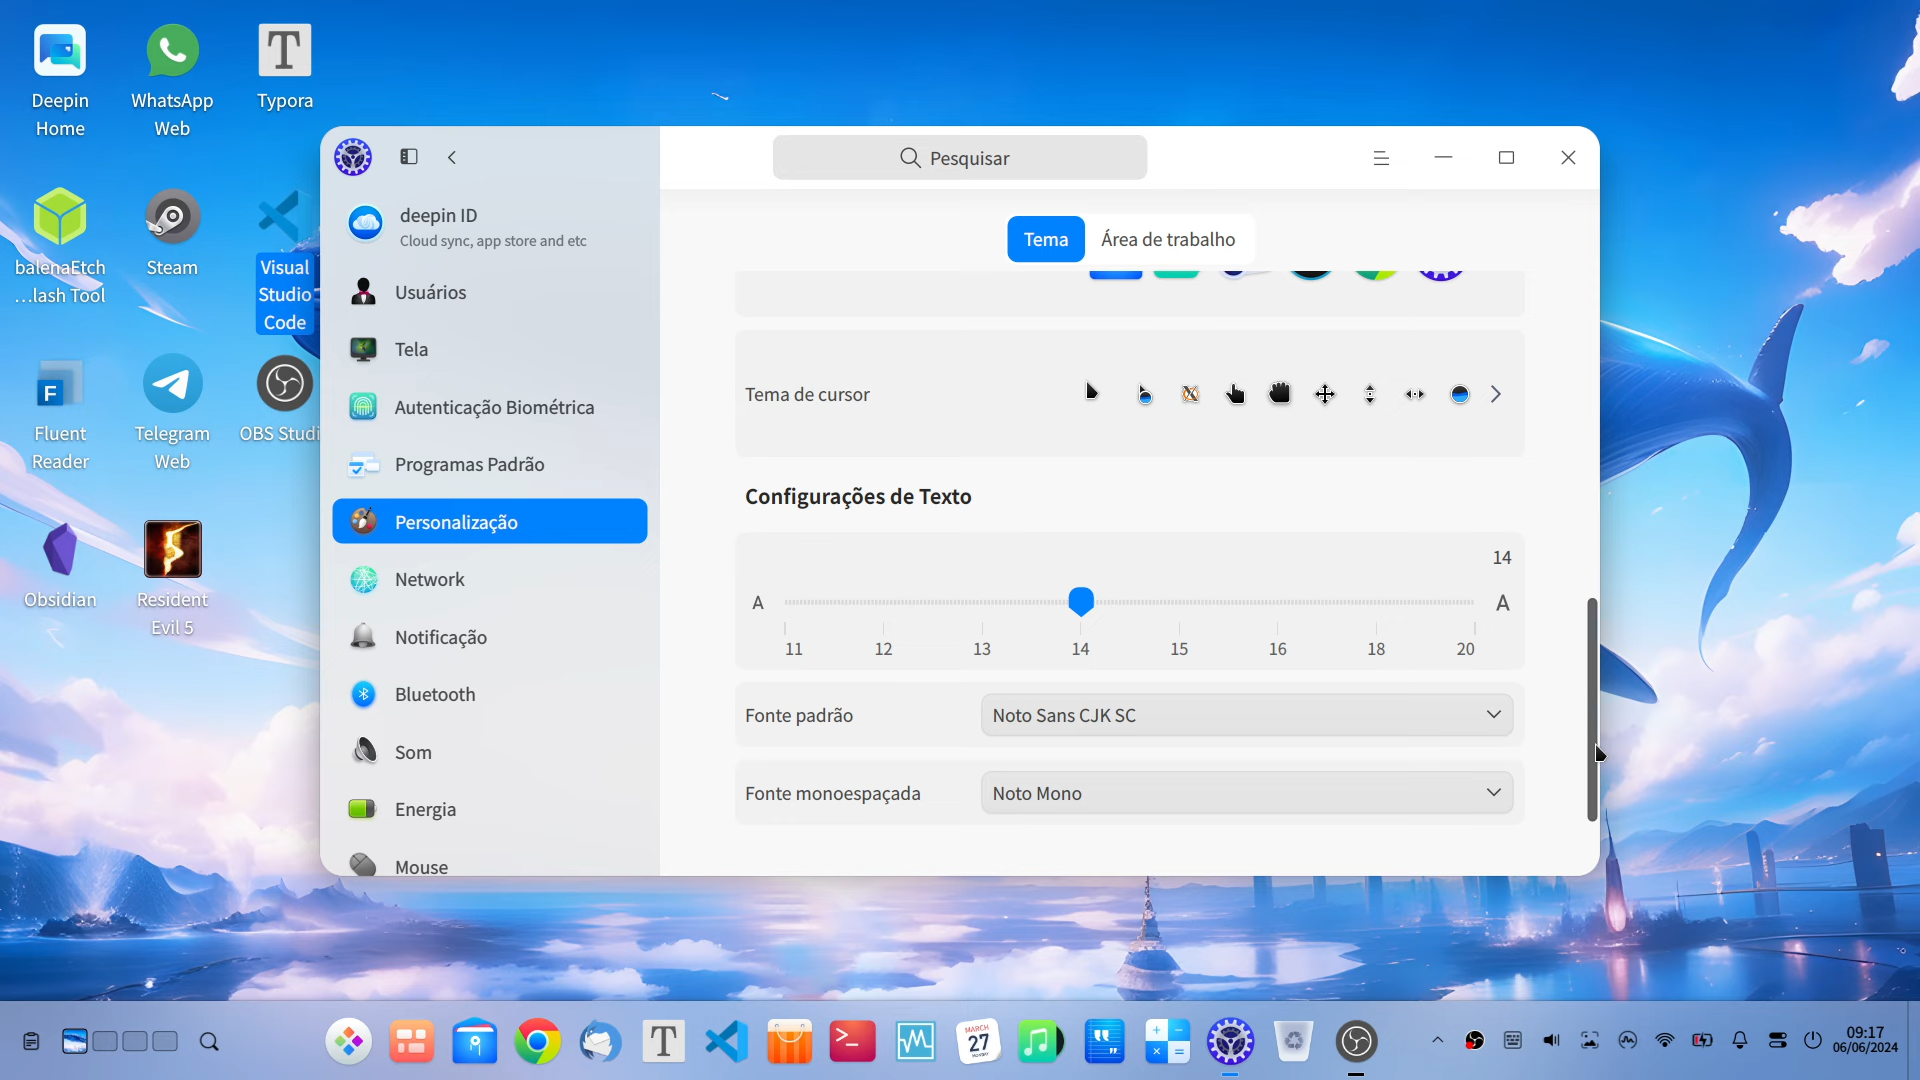 Deepin
Home
WhatsApp
Web
T
Typora
balenaEtch
...lash Tool
Steam
Visual
Studio
Code
F
Fluent
Reader
Telegram
Web
OBS Studi
Obsidian
Resident
Evil 5
Pesquisar
deepin ID
Cloud sync, app store and etc
Usuários
Tela
Autenticação Biométrica
Programas Padrão
Personalização
Network
Notificação
Bluetooth
Som
Energia
Mouse
Tema
Área de trabalho
Tema de cursor
Configurações de Texto
14
A
A
11 12 13 14 15 16 18 20
Fonte padrão
Noto Sans CJK SC
Fonte monoespaçada
Noto Mono
T
MARCH
27
MONDAY
09:17
06/06/2024